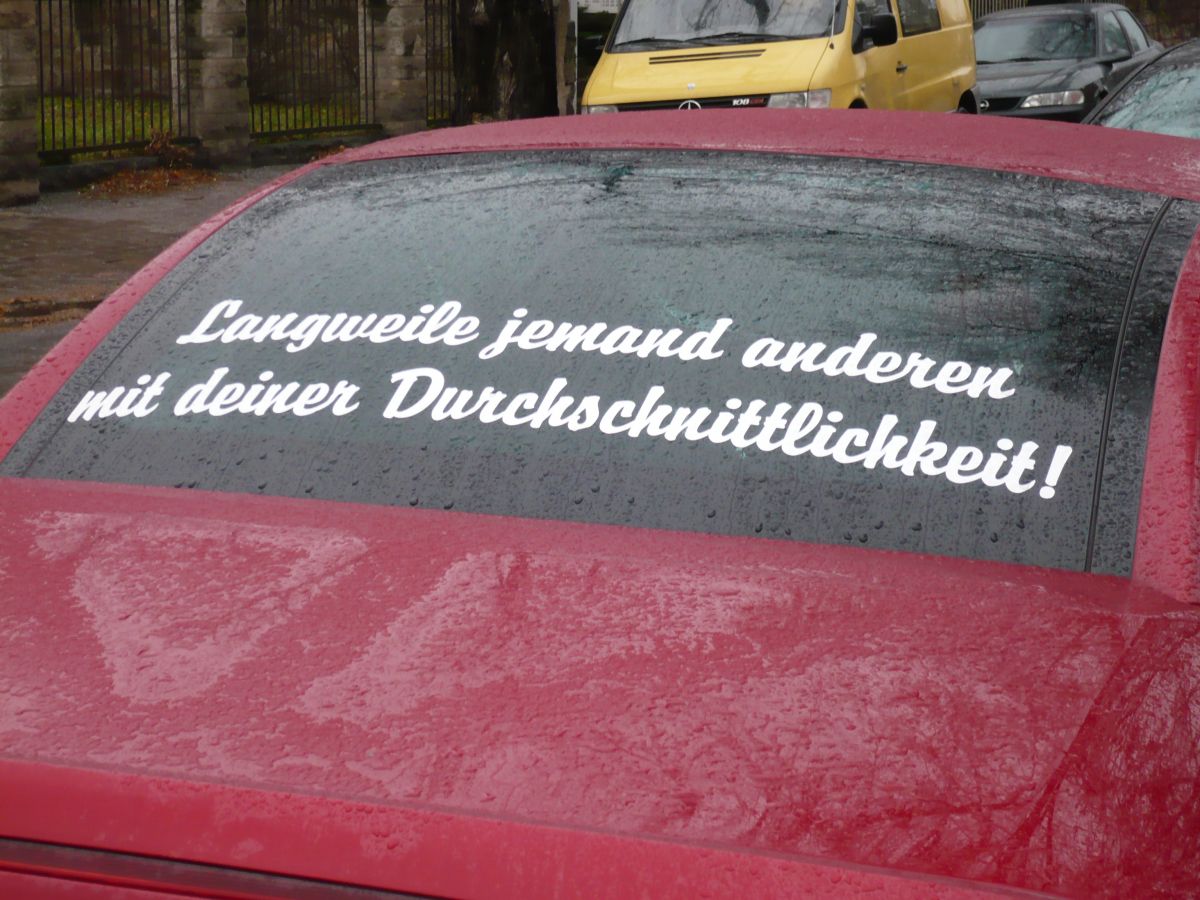 Langweile jemand anderen
mit deiner Durchschnittlichkeit!